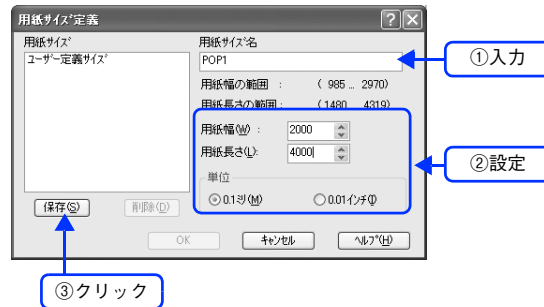 用紙サイズ定義
用紙サイズ
ユーザー定義サイズ
用紙サイズ名
POP1
用紙幅の範囲 : ( 985 ... 2970)
用紙長さの範囲 : (1480 ... 4319)
用紙幅(W) : 2000
用紙長さ(L): 4000
単位
0.1ミリ(M) 0.01インチ(I)
保存(S) 削除(D)
OK キャンセル ヘルプ(H)
①入力
②設定
③クリック